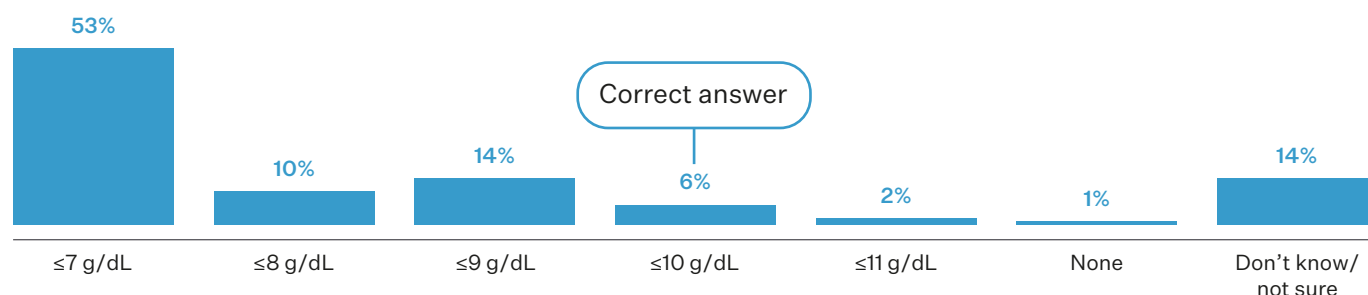 53%
Correct answer
14%
14%
10%
6%
2%
1%
≤7 g/dL
≤8 g/dL
≤9 g/dL
≤10 g/dL
≤11 g/dL
None
Don’t know/
not sure